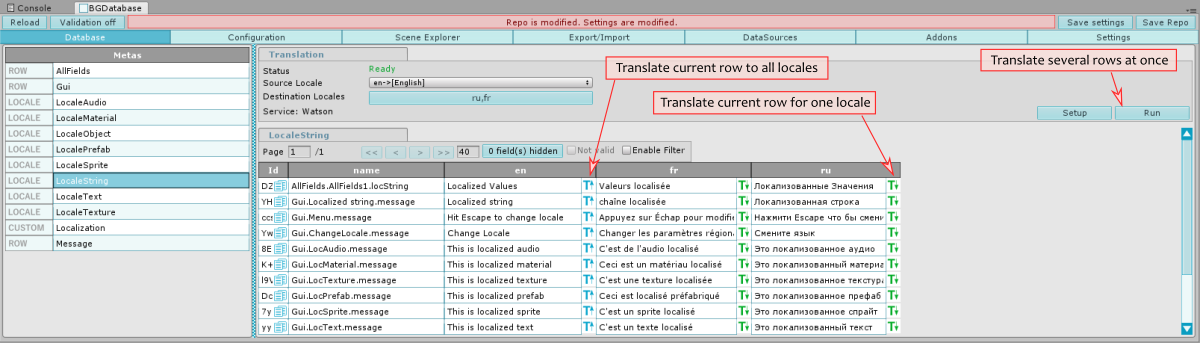 Console BGDatabase
Reload Validation off Repo is modified. Settings are modified. Save settings Save Repo
Database Configuration Scene Explorer Export/Import DataSources Addons Settings
Metas
ROW AllFields
ROW Gui
LOCALE LocaleAudio
LOCALE LocaleMaterial
LOCALE LocaleObject
LOCALE LocalePrefab
LOCALE LocaleSprite
LOCALE LocaleString
LOCALE LocaleText
LOCALE LocaleTexture
CUSTOM Localization
ROW Message
Translation
Status Ready
Source Locale en->[English]
Destination Locales ru,fr
Service: Watson
Setup Run
Translate current row to all locales
Translate several rows at once
Translate current row for one locale
LocaleString
Page 1 /1 << < > >> 40 0 field(s) hidden Not valid Enable Filter
Id name en fr ru
DZ AllFields.AllFields1.locString Localized Values T Valeurs localisée T Локализованные Значения T
YH Gui.Localized string.message Localized string T chaîne localisée T Локализованная строка T
cc Gui.Menu.message Hit Escape to change locale T Appuyez sur Échap pour modifi T Нажмити Escape что бы смени T
Yw Gui.ChangeLocale.message Change Locale T Changer les paramètres région T Смените язык T
8E Gui.LocAudio.message This is localized audio T C'est de l'audio localisé T Это локализованное аудио T
K+ Gui.LocMaterial.message This is localized material T Ceci est un matériau localisé T Это локализованный материа T
l9V Gui.LocTexture.message This is localized texture T C'est une texture localisée T Это локализованное текстура T
Dc Gui.LocPrefab.message This is localized prefab T Ceci est localisé préfabriqué T Это локализованное префаб T
7y Gui.LocSprite.message This is localized sprite T C'est un sprite localisé T Это локализованное спрайт T
yy Gui.LocText.message This is localized text T C'est un texte localisé T Это локализованный текст T